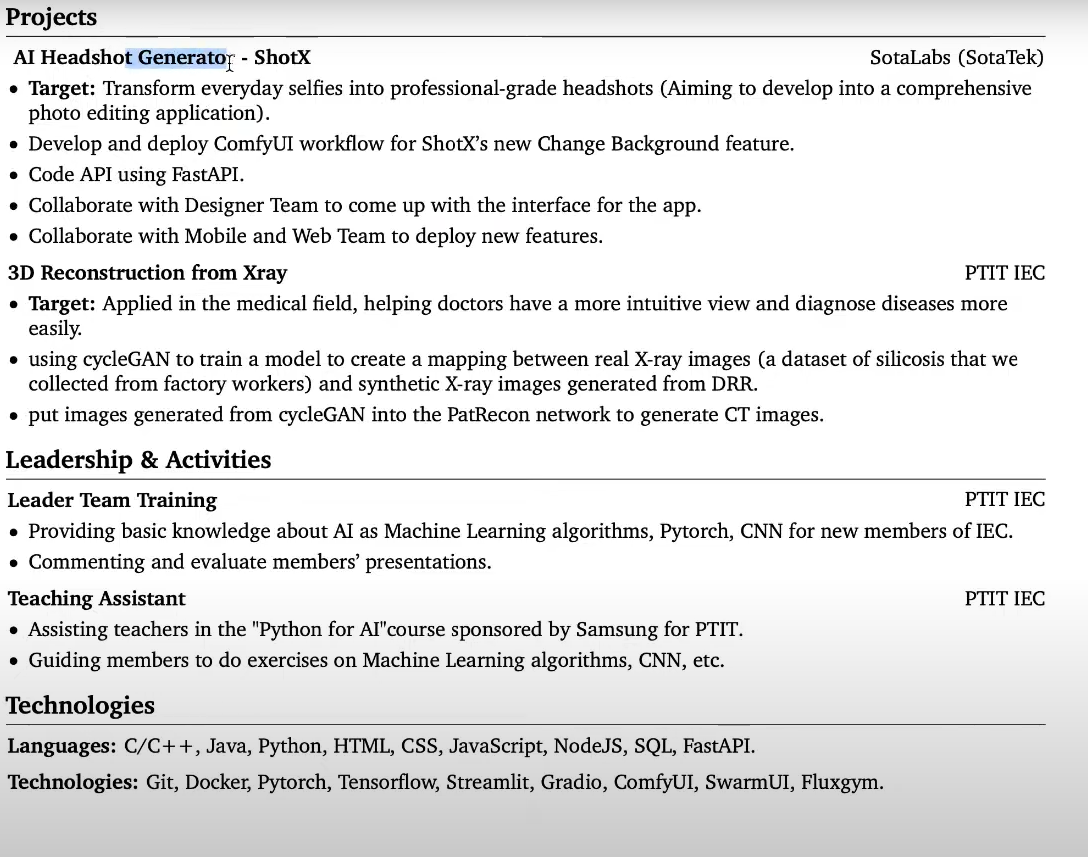 Projects
AI Headshot Generator - ShotX SotaLabs (SotaTek)
• Target: Transform everyday selfies into professional-grade headshots (Aiming to develop into a comprehensive
photo editing application).
• Develop and deploy ComfyUI workflow for ShotX’s new Change Background feature.
• Code API using FastAPI.
• Collaborate with Designer Team to come up with the interface for the app.
• Collaborate with Mobile and Web Team to deploy new features.
3D Reconstruction from Xray PTIT IEC
• Target: Applied in the medical field, helping doctors have a more intuitive view and diagnose diseases more
easily.
• using cycleGAN to train a model to create a mapping between real X-ray images (a dataset of silicosis that we
collected from factory workers) and synthetic X-ray images generated from DRR.
• put images generated from cycleGAN into the PatRecon network to generate CT images.
Leadership & Activities
Leader Team Training PTIT IEC
• Providing basic knowledge about AI as Machine Learning algorithms, Pytorch, CNN for new members of IEC.
• Commenting and evaluate members’ presentations.
Teaching Assistant PTIT IEC
• Assisting teachers in the "Python for AI"course sponsored by Samsung for PTIT.
• Guiding members to do exercises on Machine Learning algorithms, CNN, etc.
Technologies
Languages: C/C++, Java, Python, HTML, CSS, JavaScript, NodeJS, SQL, FastAPI.
Technologies: Git, Docker, Pytorch, Tensorflow, Streamlit, Gradio, ComfyUI, SwarmUI, Fluxgym.